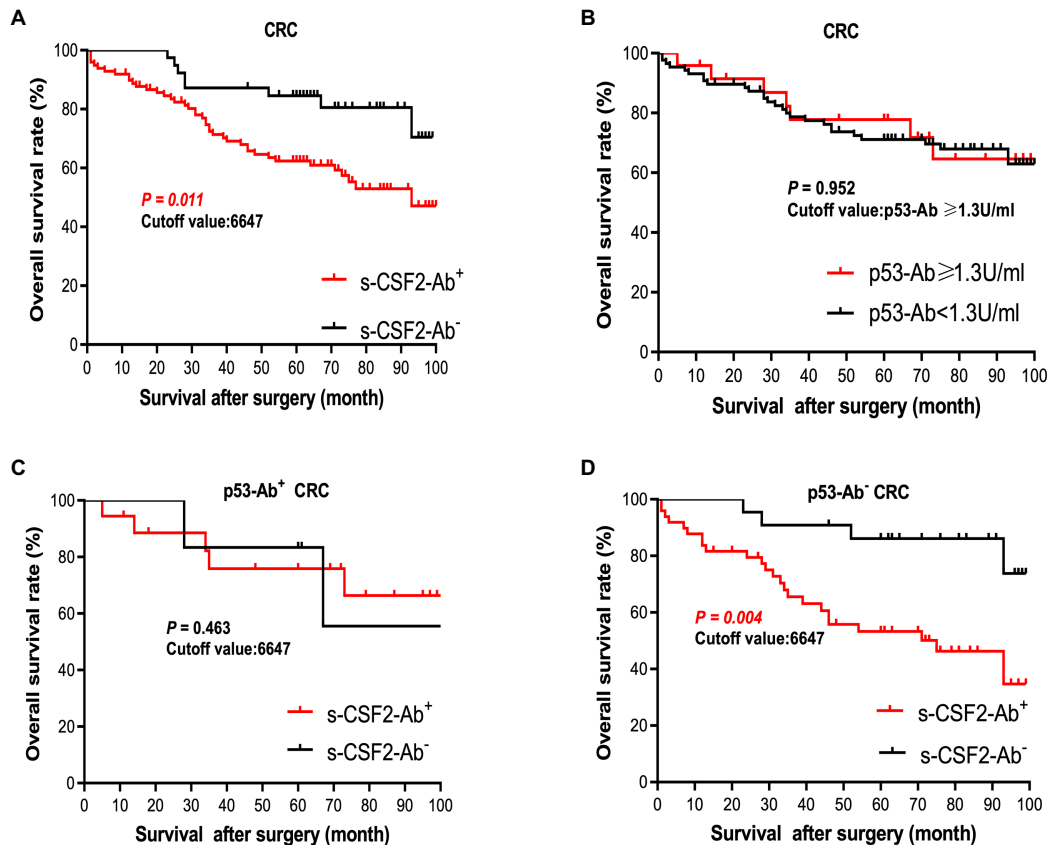 A
CRC
Overall survival rate (%)
100
80
60
40
20
0
P = 0.011
Cutoff value:6647
s-CSF2-Ab+
s-CSF2-Ab-
0 10 20 30 40 50 60 70 80 90 100
Survival after surgery (month)
B
CRC
Overall survival rate (%)
100
80
60
40
20
0
P = 0.952
Cutoff value:p53-Ab ≥1.3U/ml
p53-Ab≥1.3U/ml
p53-Ab<1.3U/ml
0 10 20 30 40 50 60 70 80 90 100
Survival after surgery (month)
C
p53-Ab+ CRC
Overall survival rate (%)
100
80
60
40
20
0
P = 0.463
Cutoff value:6647
s-CSF2-Ab+
s-CSF2-Ab-
0 10 20 30 40 50 60 70 80 90 100
Survival after surgery (month)
D
p53-Ab- CRC
Overall survival rate (%)
100
80
60
40
20
0
P = 0.004
Cutoff value:6647
s-CSF2-Ab+
s-CSF2-Ab-
0 10 20 30 40 50 60 70 80 90 100
Survival after surgery (month)